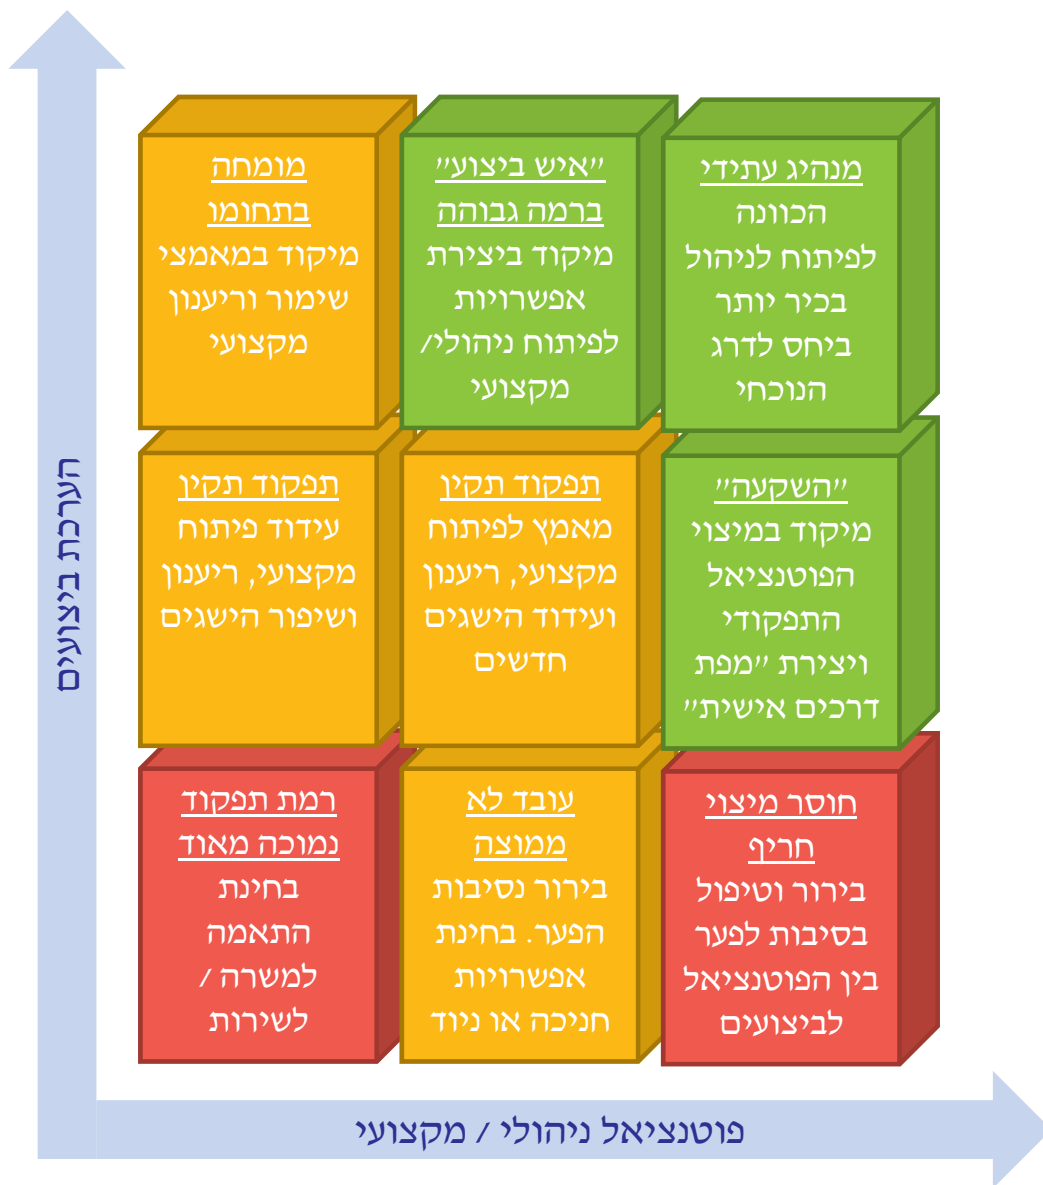 מנהיג עתידי
הכוונה
לפיתוח לניהול
בכיר יותר
ביחס לדרג
הנוכחי
"איש ביצוע"
ברמה גבוהה
מיקוד ביצירת
אפשרויות
לפיתוח ניהולי/
מקצועי
מומחה
בתחומו
מיקוד במאמצי
שימור וריענון
מקצועי
"השקעה"
מיקוד במיצוי
הפוטנציאל
התפקודי
ויצירת "מפת
דרכים אישית"
תפקוד תקין
מאמץ לפיתוח
מקצועי, ריענון
ועידוד הישגים
חדשים
תפקוד תקין
עידוד פיתוח
מקצועי, ריענון
ושיפור הישגים
חוסר מיצוי
חריף
בירור וטיפול
בסיבות לפער
בין הפוטנציאל
לביצועים
עובד לא
ממוצה
בירור נסיבות
הפער. בחינת
אפשרויות
חניכה או ניוד
רמת תפקוד
נמוכה מאוד
בחינת
התאמה
למשרה /
לשירות
הערכת ביצועים
פוטנציאל ניהולי / מקצועי